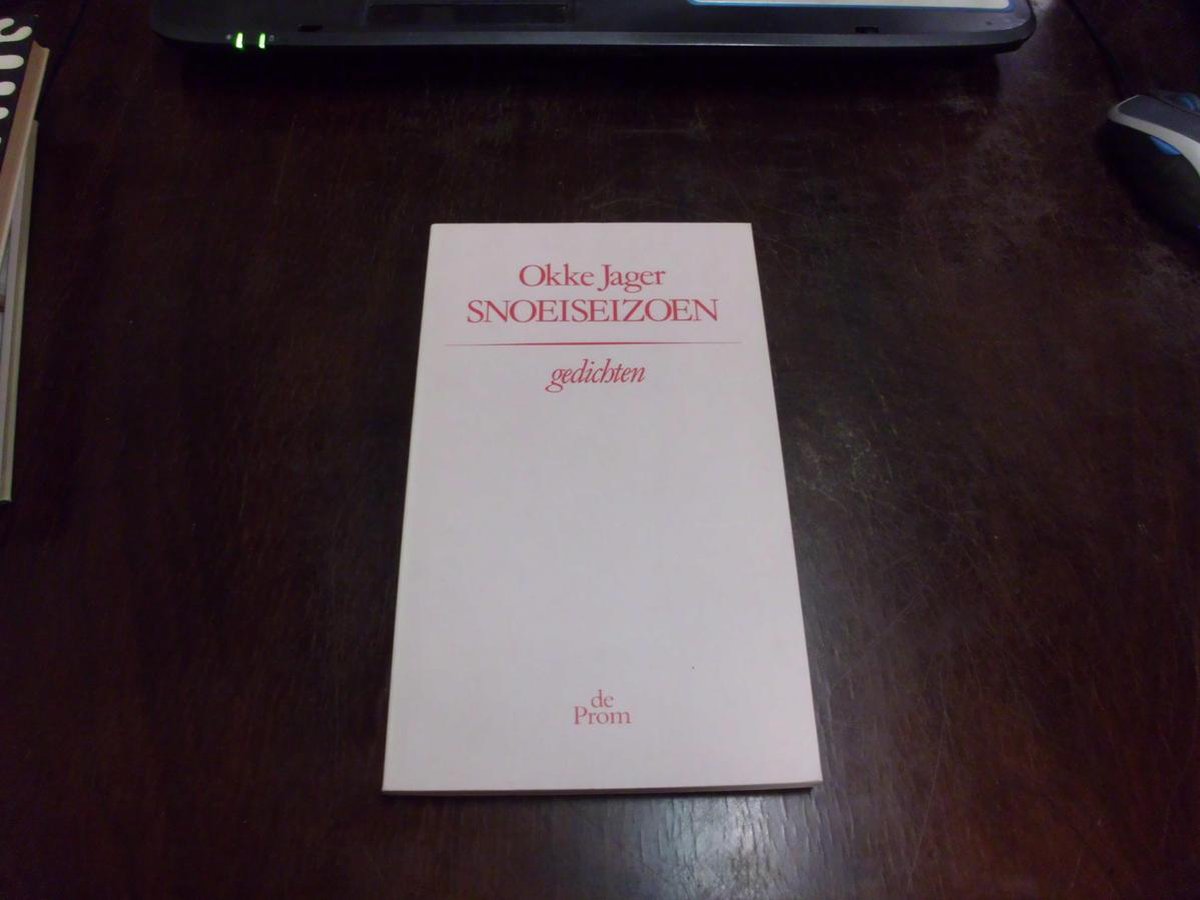 Okke Jager
SNOEISEIZOEN
gedichten
de
Prom